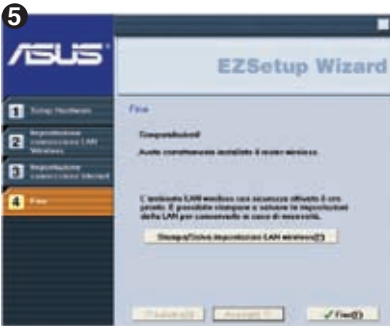 5
ASUS
EZSetup Wizard
1 Setup Hardware
2 Impostazione
connessione LAN
Wireless
3 Impostazione
connessione Internet
4 Fine
Fine
Congratulazioni!
Avete correttamente installato il router wireless.
L'ambiente LAN wireless con sicurezza attivata è ora
pronto. È possibile stampare o salvare le impostazioni
della LAN per conservarle in caso di necessità.
Stampa/Salva impostazioni LAN wireless(P)
Fine(F)